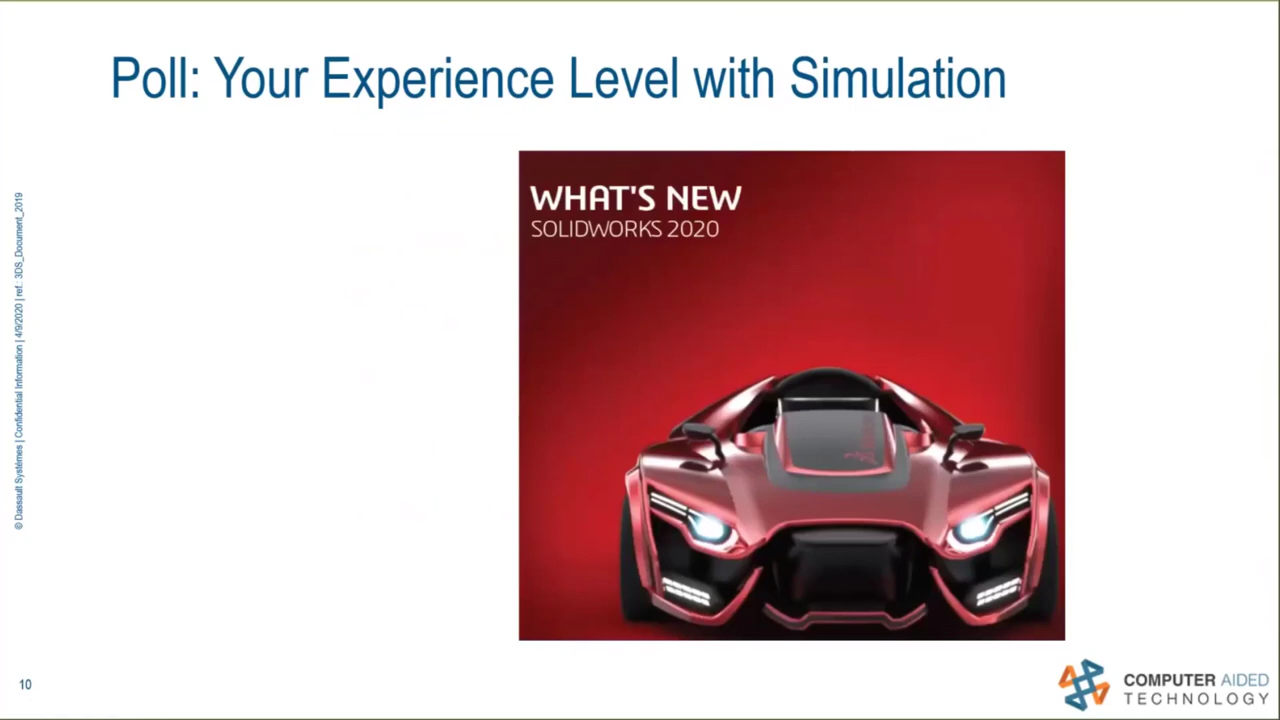 Poll: Your Experience Level with Simulation
WHAT'S NEW
SOLIDWORKS 2020
© Dassault Systèmes | Confidential Information | 4/9/2020 | ref.: 3DS_Document_2019
10
COMPUTER AIDED
TECHNOLOGY